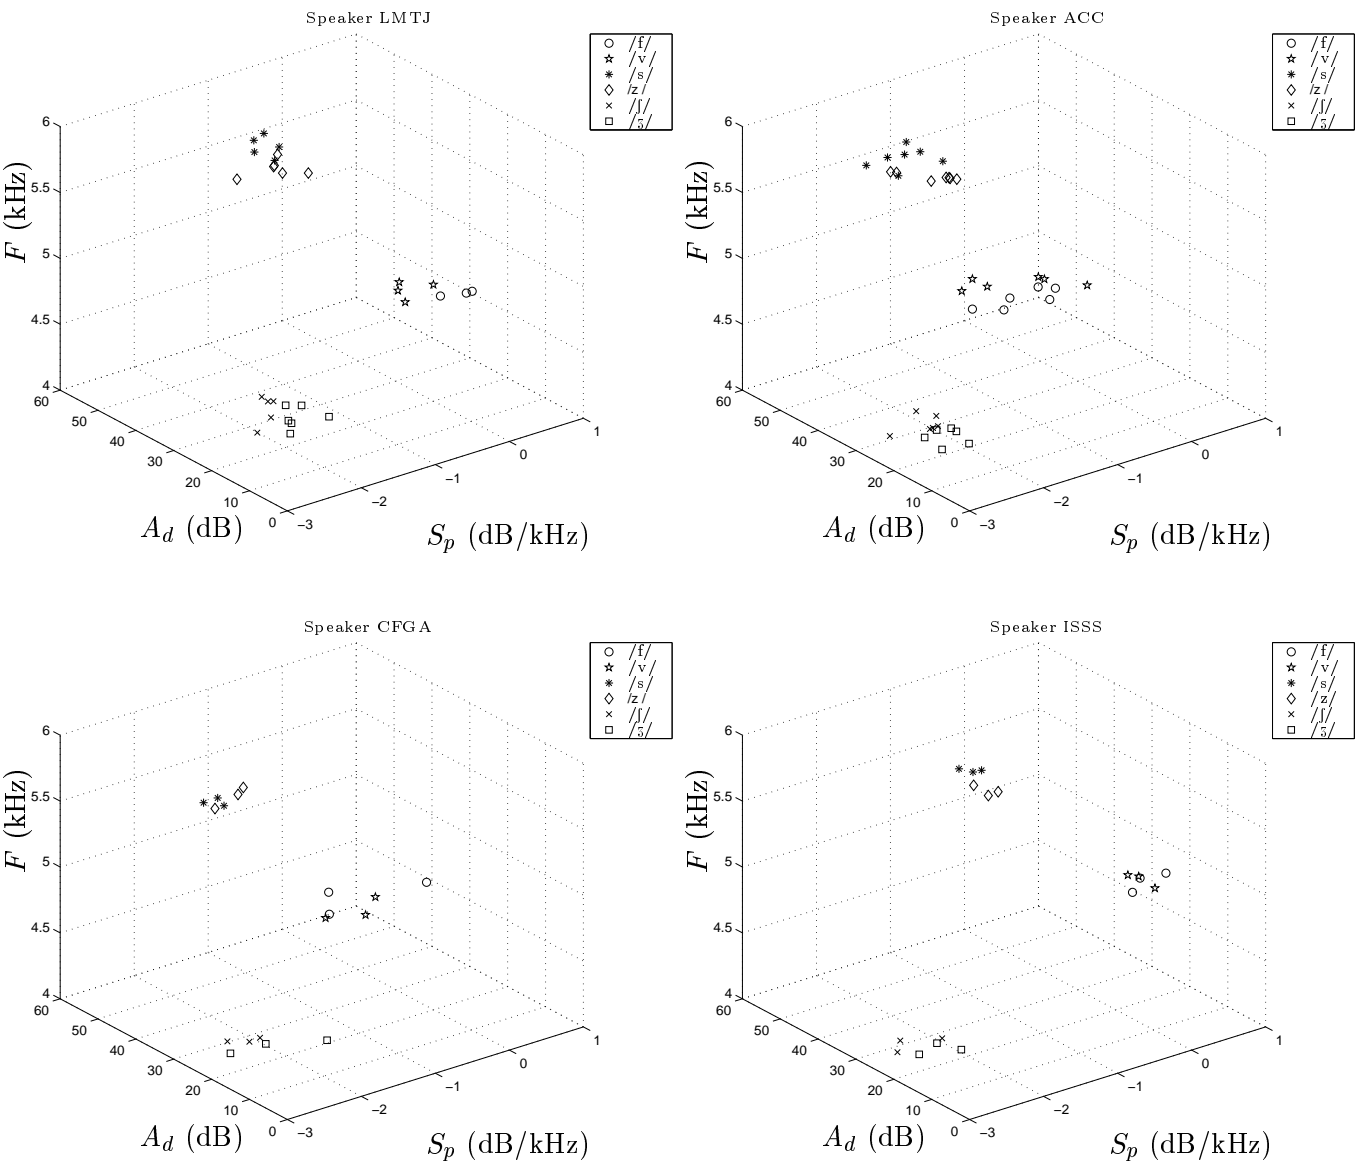 Speaker LMTJ
/f/
/v/
/s/
/z/
/ʃ/
/ʒ/
F (kHz)
6
5.5
5
4.5
4
60
50
40
30
20
10
0
−3
−2
−1
0
1
A_d (dB)
S_p (dB/kHz)
Speaker ACC
/f/
/v/
/s/
/z/
/ʃ/
/ʒ/
F (kHz)
6
5.5
5
4.5
4
60
50
40
30
20
10
0
−3
−2
−1
0
1
A_d (dB)
S_p (dB/kHz)
Speaker CFGA
/f/
/v/
/s/
/z/
/ʃ/
/ʒ/
F (kHz)
6
5.5
5
4.5
4
60
50
40
30
20
10
0
−3
−2
−1
0
1
A_d (dB)
S_p (dB/kHz)
Speaker ISSS
/f/
/v/
/s/
/z/
/ʃ/
/ʒ/
F (kHz)
6
5.5
5
4.5
4
60
50
40
30
20
10
0
−3
−2
−1
0
1
A_d (dB)
S_p (dB/kHz)